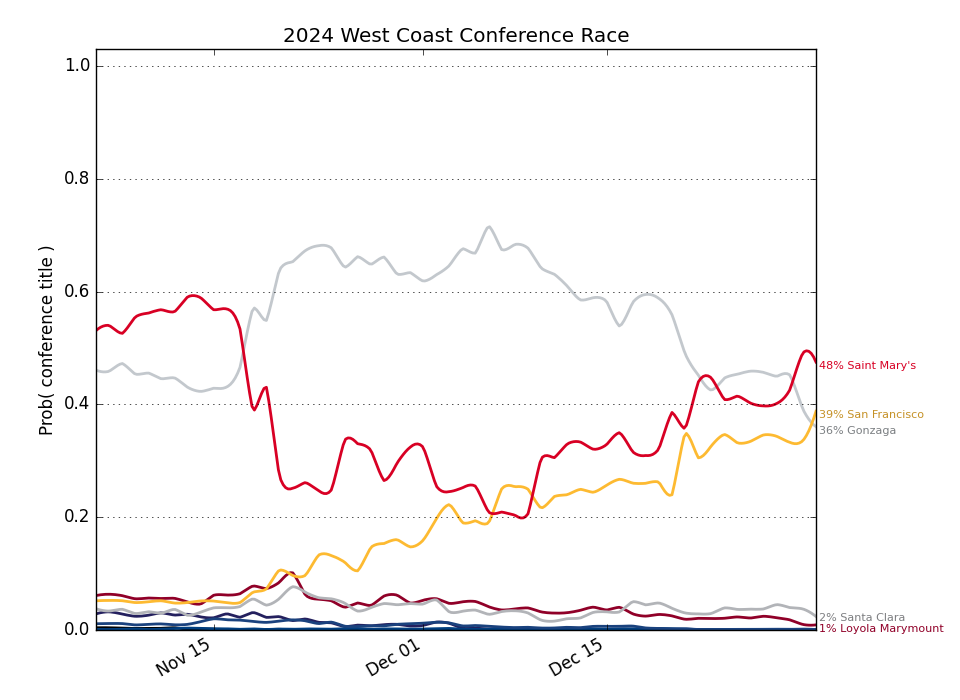 2024 West Coast Conference Race
Prob( conference title )
1.0
0.8
0.6
0.4
0.2
0.0
Nov 15
Dec 01
Dec 15
48% Saint Mary's
39% San Francisco
36% Gonzaga
2% Santa Clara
1% Loyola Marymount